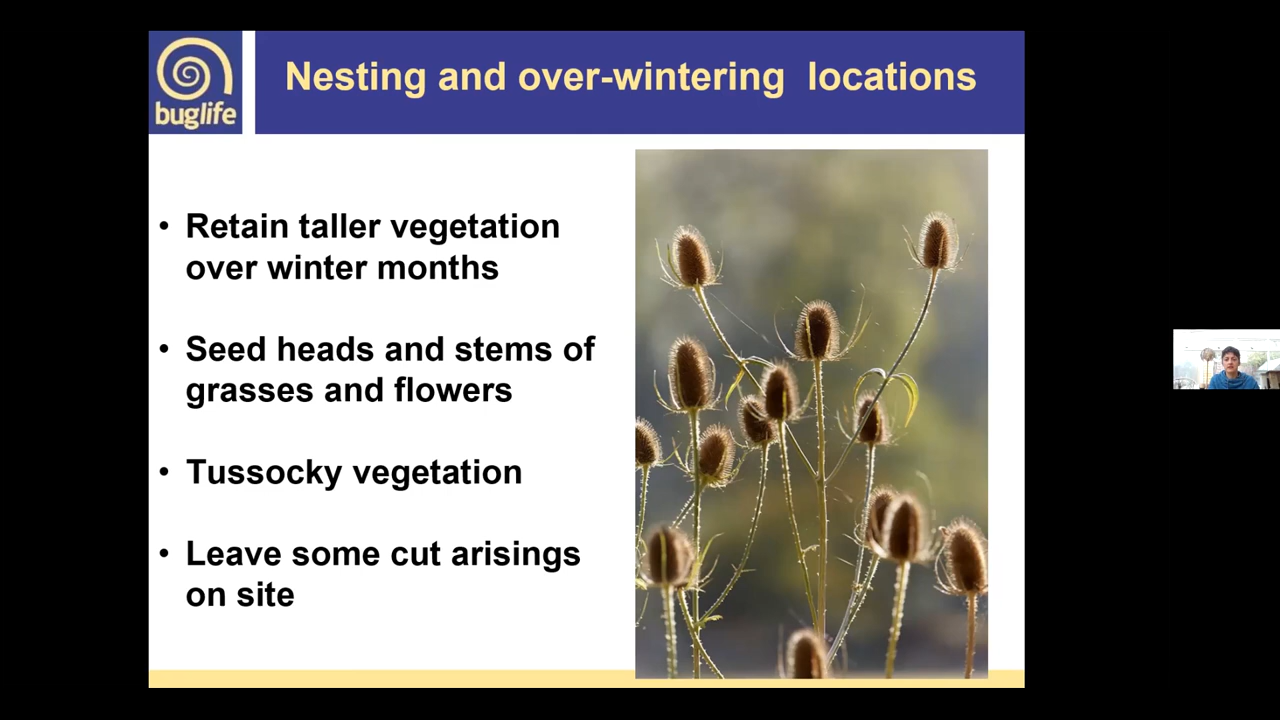 buglife
Nesting and over-wintering  locations
• Retain taller vegetation
over winter months
• Seed heads and stems of
grasses and flowers
• Tussocky vegetation
• Leave some cut arisings
on site